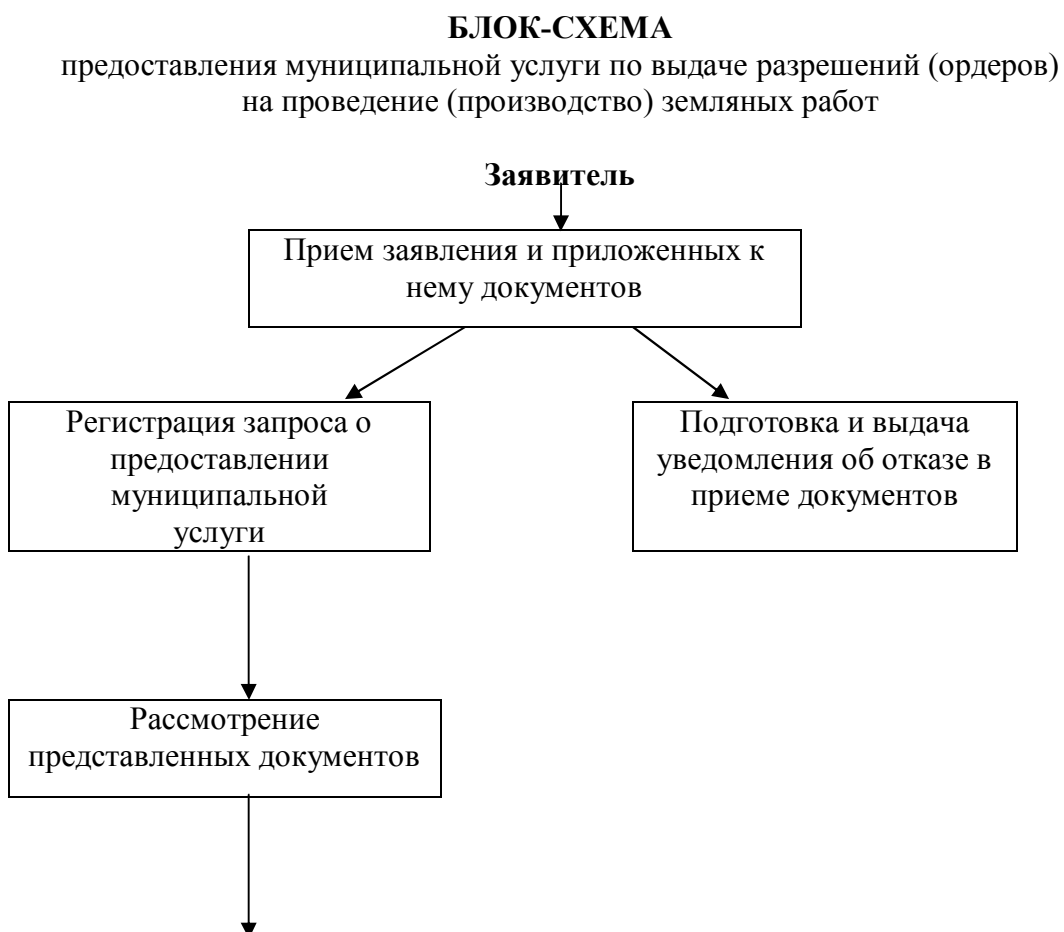 БЛОК-СХЕМА
предоставления муниципальной услуги по выдаче разрешений (ордеров)
на проведение (производство) земляных работ
Заявитель
Прием заявления и приложенных к
нему документов
Регистрация запроса о
предоставлении
муниципальной
услуги
Подготовка и выдача
уведомления об отказе в
приеме документов
Рассмотрение
представленных документов